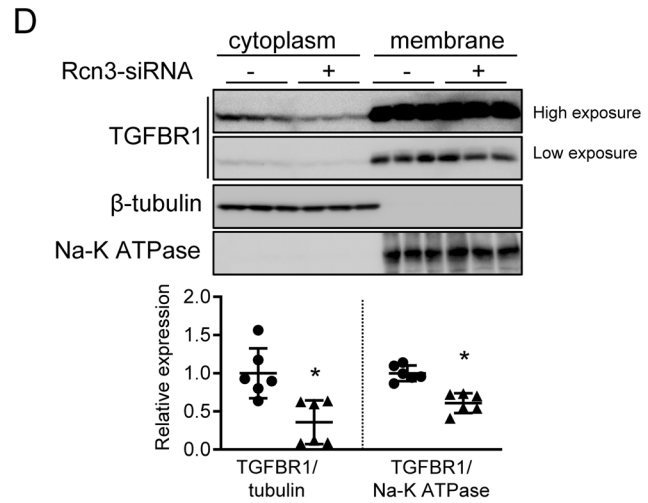 D
cytoplasm membrane
Rcn3-siRNA - + - +
TGFBR1
High exposure
Low exposure
β-tubulin
Na-K ATPase
Relative expression
2.0
1.5
1.0
0.5
0.0
*
*
TGFBR1/
tubulin
TGFBR1/
Na-K ATPase